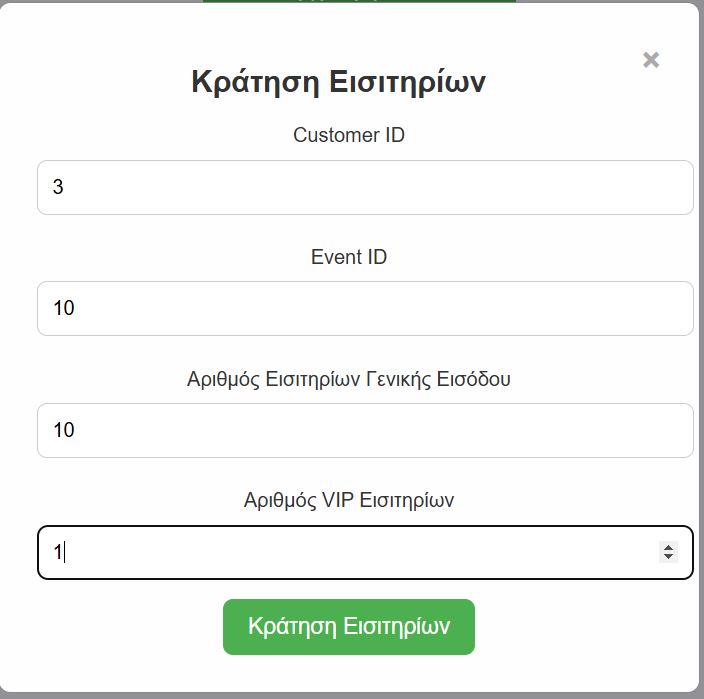 ×
Κράτηση Εισιτηρίων
Customer ID
3
Event ID
10
Αριθμός Εισιτηρίων Γενικής Εισόδου
10
Αριθμός VIP Εισιτηρίων
1
Κράτηση Εισιτηρίων